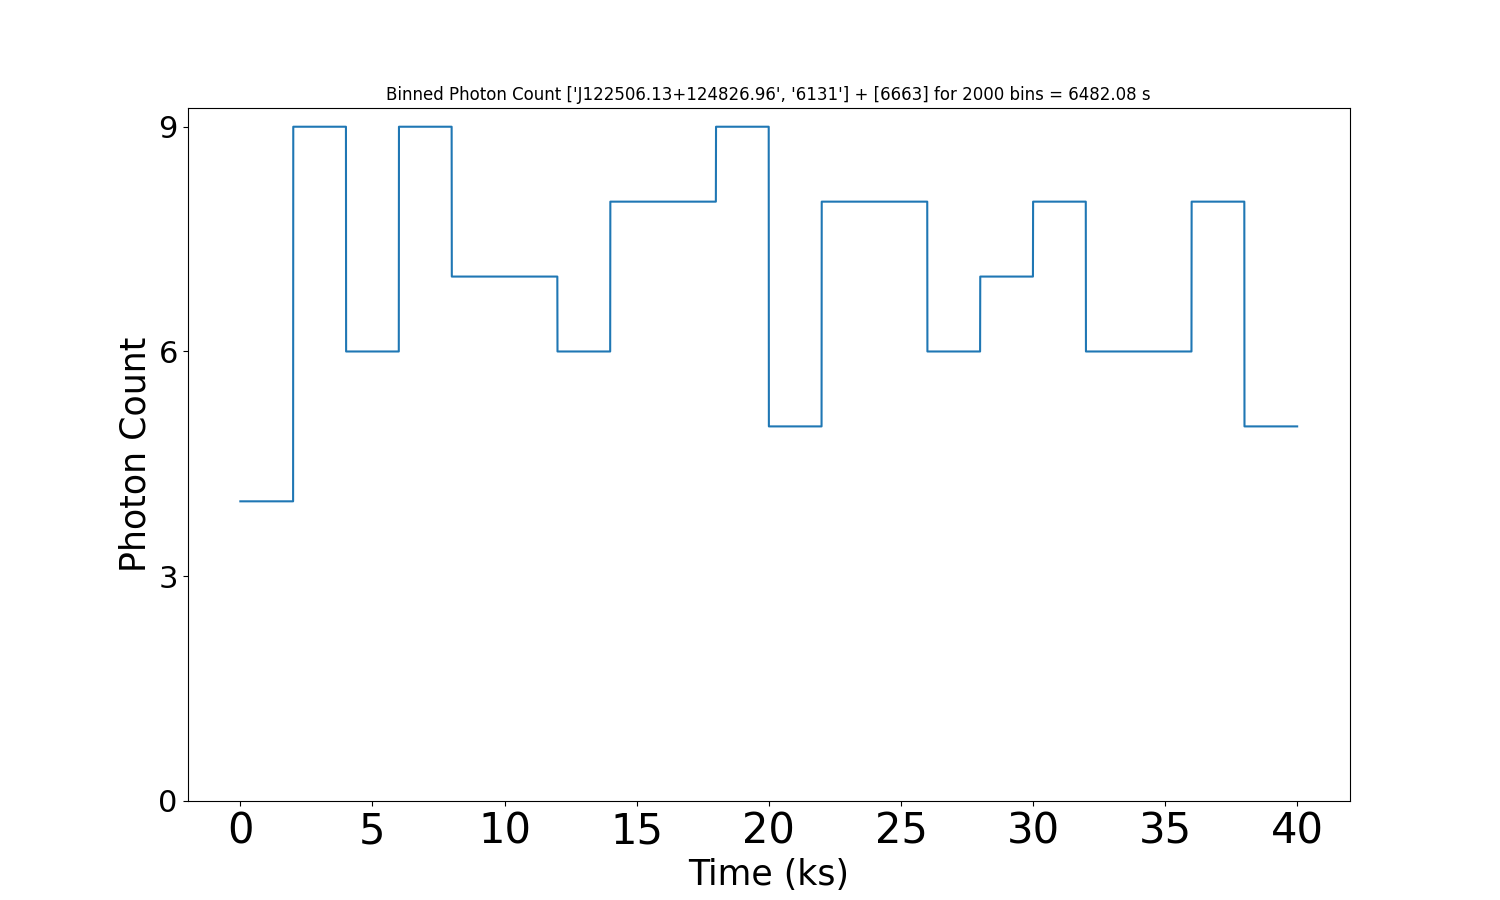 Binned Photon Count ['J122506.13+124826.96', '6131'] + [6663] for 2000 bins = 6482.08 s
9
6
3
0
Photon Count
0 5 10 15 20 25 30 35 40
Time (ks)